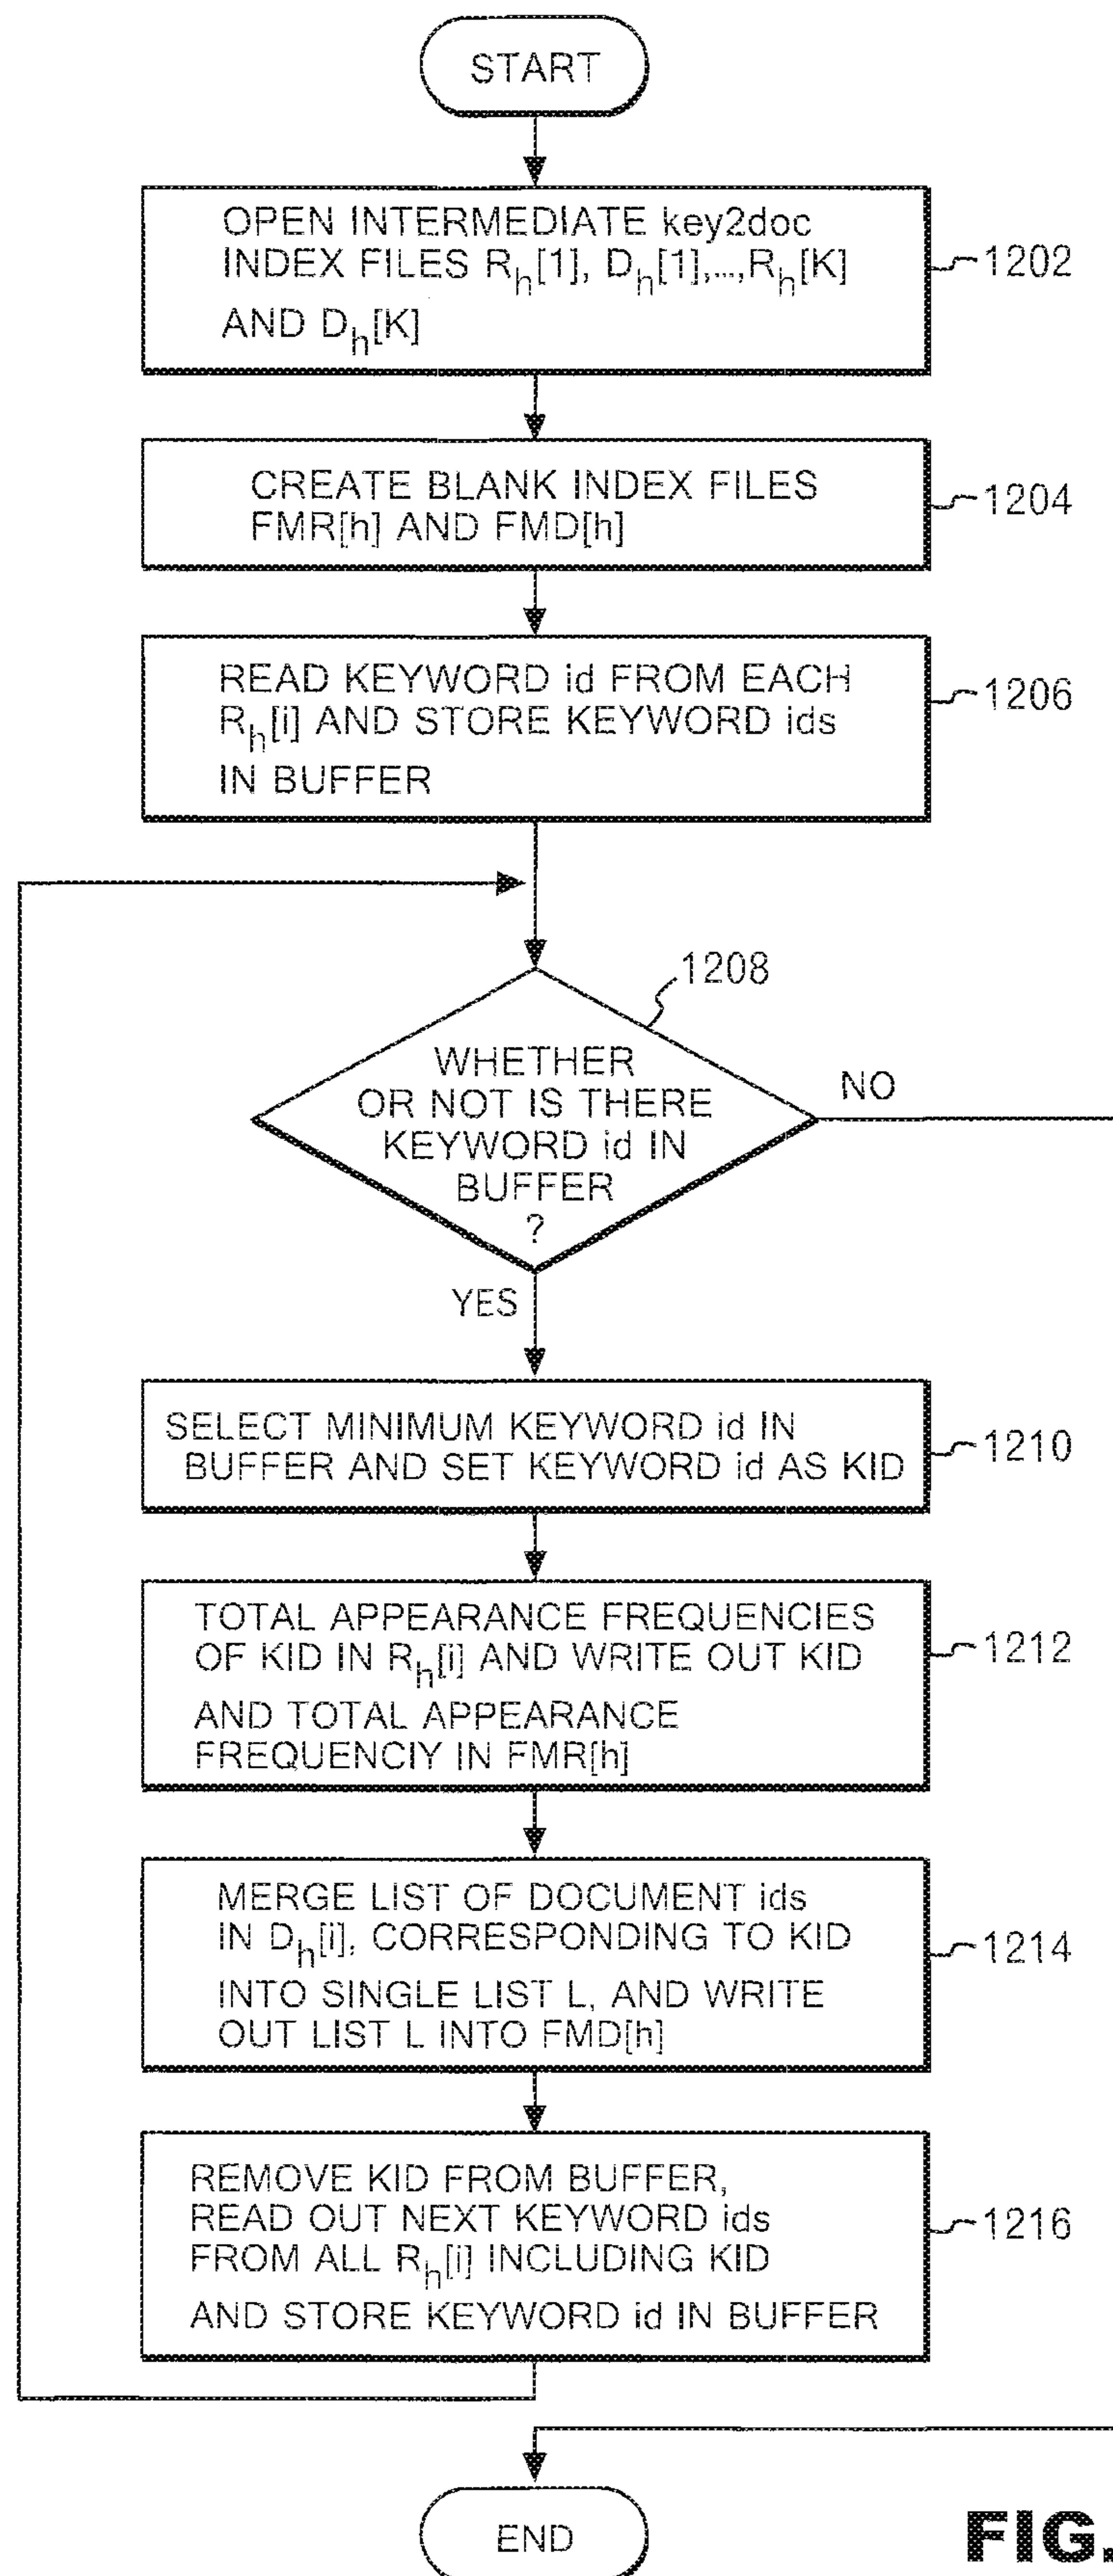 START
OPEN INTERMEDIATE key2doc
INDEX FILES Rh[1], Dh[1],...,Rh[K]
AND Dh[K]
1202
CREATE BLANK INDEX FILES
FMR[h] AND FMD[h]
1204
READ KEYWORD id FROM EACH
Rh[i] AND STORE KEYWORD ids
IN BUFFER
1206
1208
WHETHER
OR NOT IS THERE
KEYWORD id IN
BUFFER
?
NO
YES
SELECT MINIMUM KEYWORD id IN
BUFFER AND SET KEYWORD id AS KID
1210
TOTAL APPEARANCE FREQUENCIES
OF KID IN Rh[i] AND WRITE OUT KID
AND TOTAL APPEARANCE
FREQUENCIY IN FMR[h]
1212
MERGE LIST OF DOCUMENT ids
IN Dh[i], CORRESPONDING TO KID
INTO SINGLE LIST L, AND WRITE
OUT LIST L INTO FMD[h]
1214
REMOVE KID FROM BUFFER,
READ OUT NEXT KEYWORD ids
FROM ALL Rh[i] INCLUDING KID
AND STORE KEYWORD id IN BUFFER
1216
END
FIG.